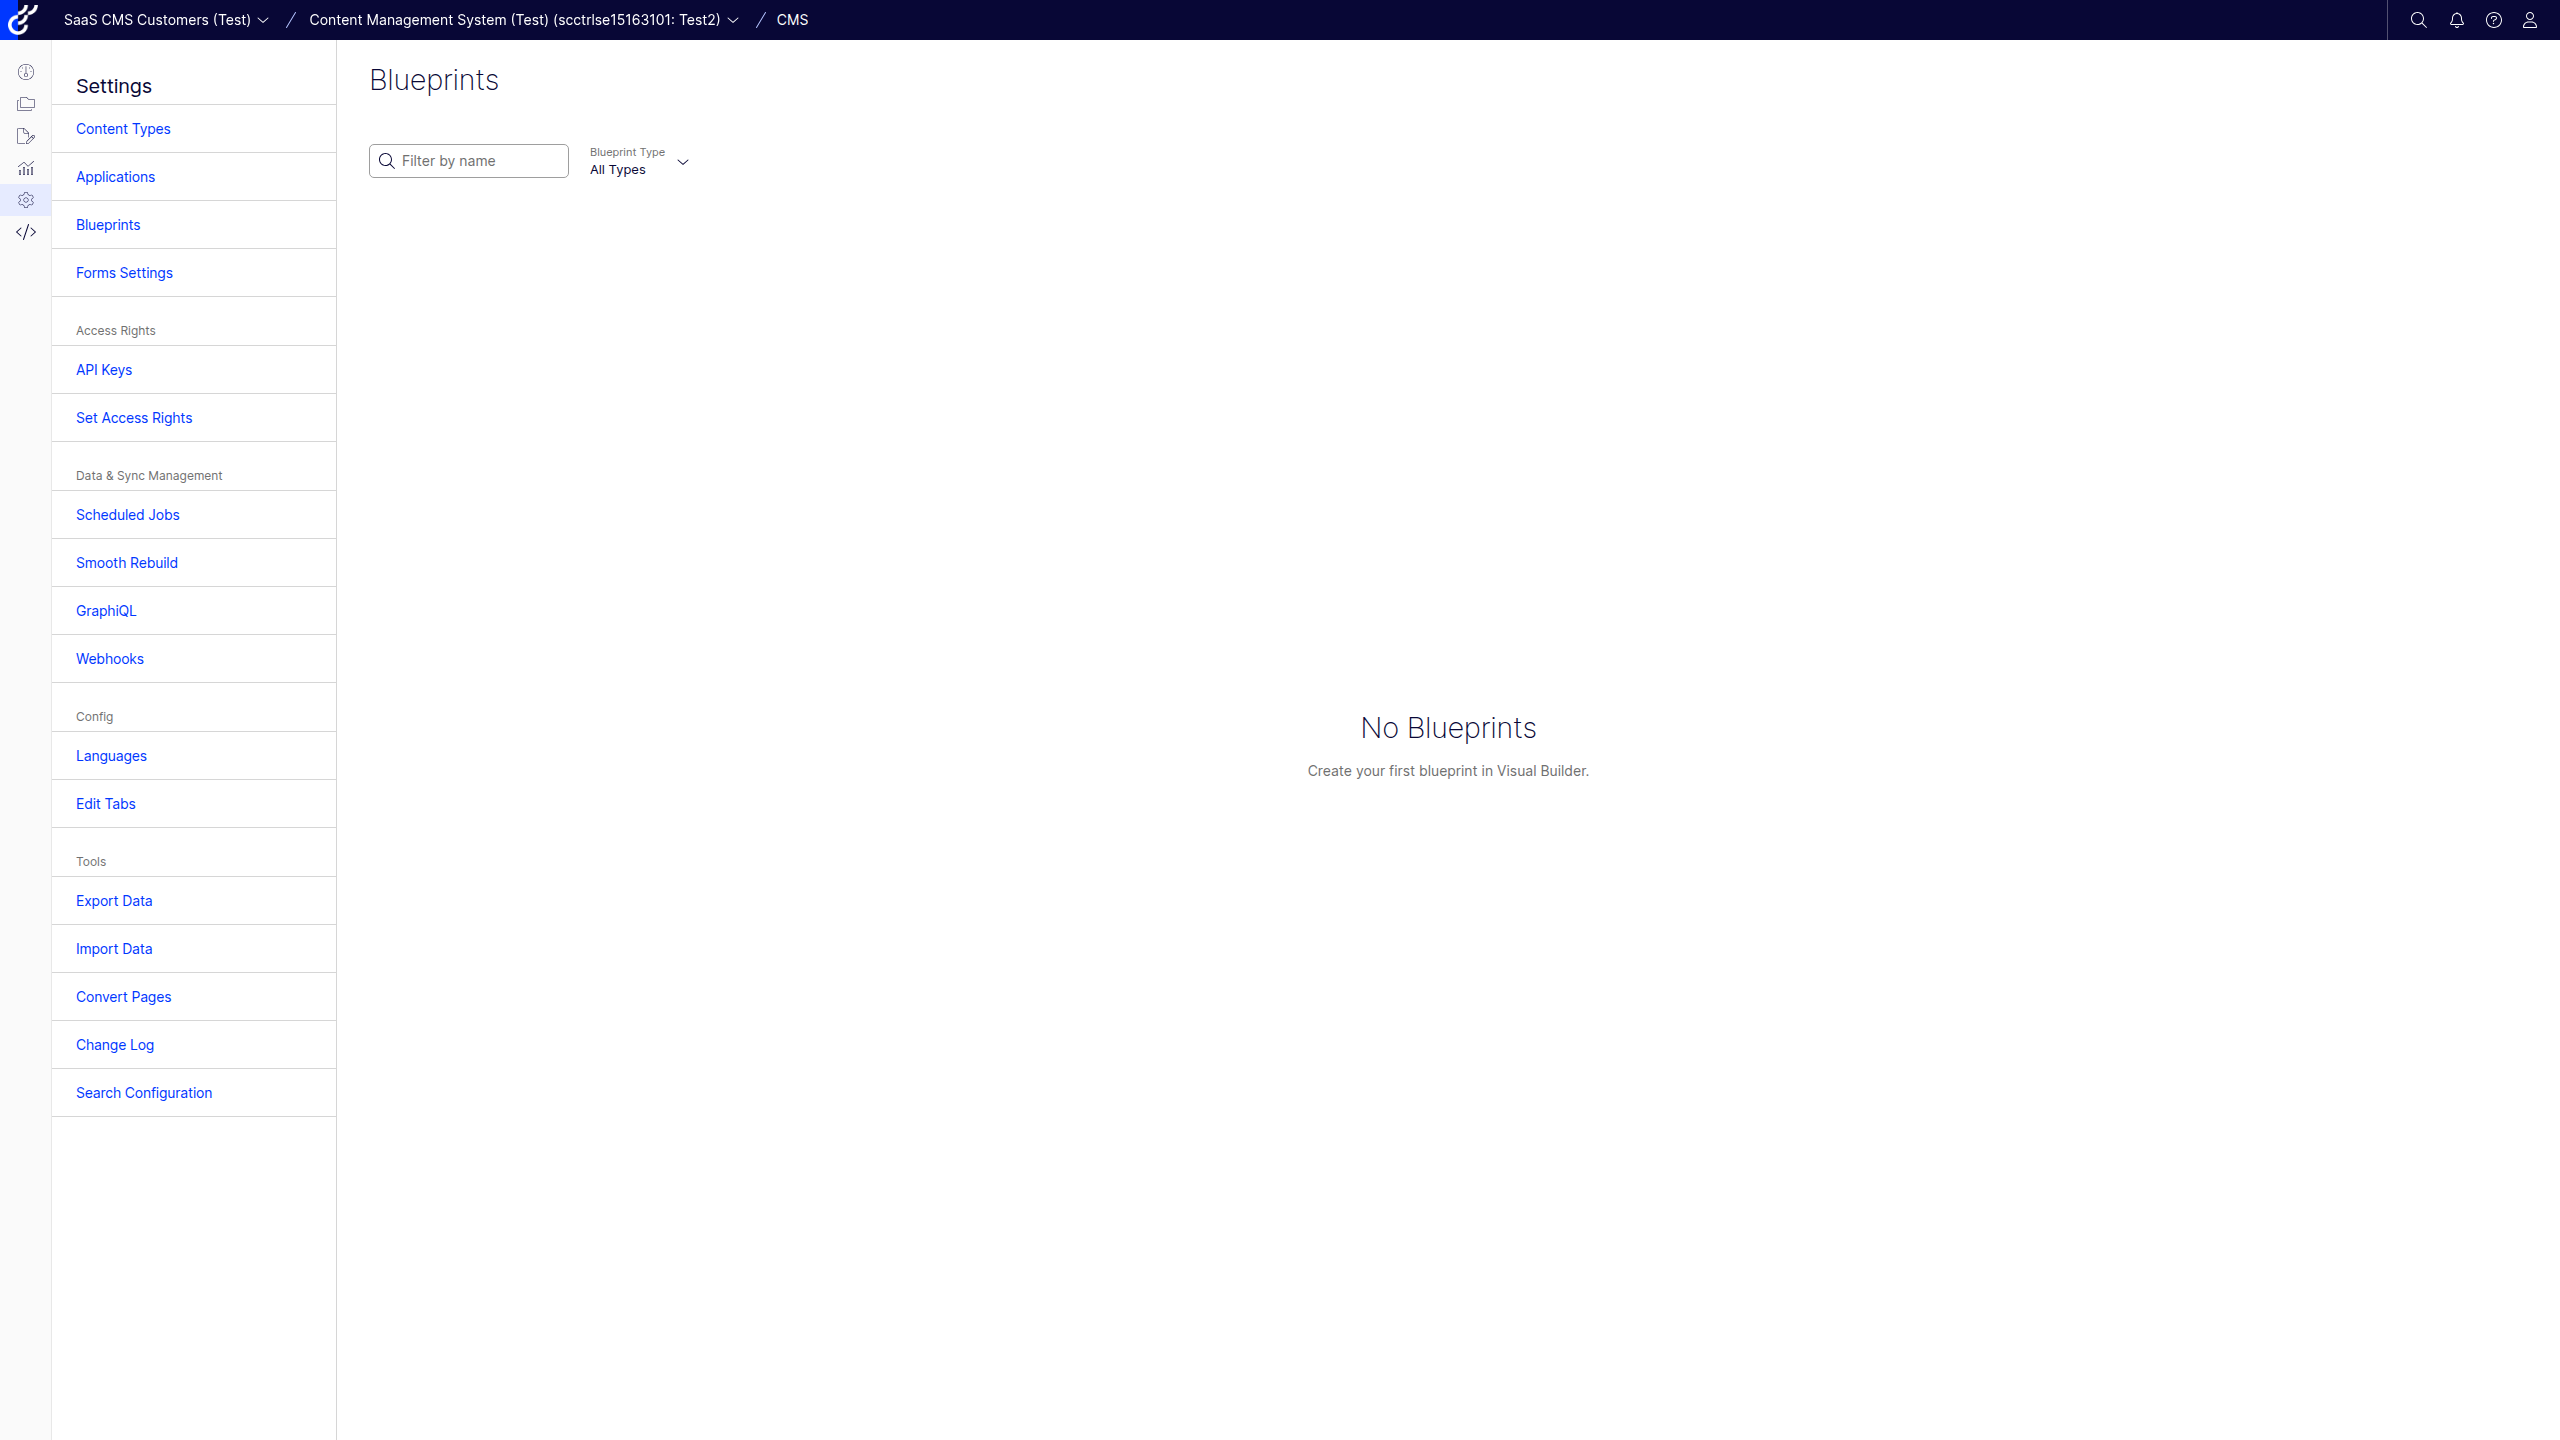 SaaS CMS Customers (Test) / Content Management System (Test) (scctrlse15163101: Test2) / CMS
Settings
Content Types
Applications
Blueprints
Forms Settings
Access Rights
API Keys
Set Access Rights
Data & Sync Management
Scheduled Jobs
Smooth Rebuild
GraphiQL
Webhooks
Config
Languages
Edit Tabs
Tools
Export Data
Import Data
Convert Pages
Change Log
Search Configuration
Blueprints
Filter by name
Blueprint Type
All Types
No Blueprints
Create your first blueprint in Visual Builder.